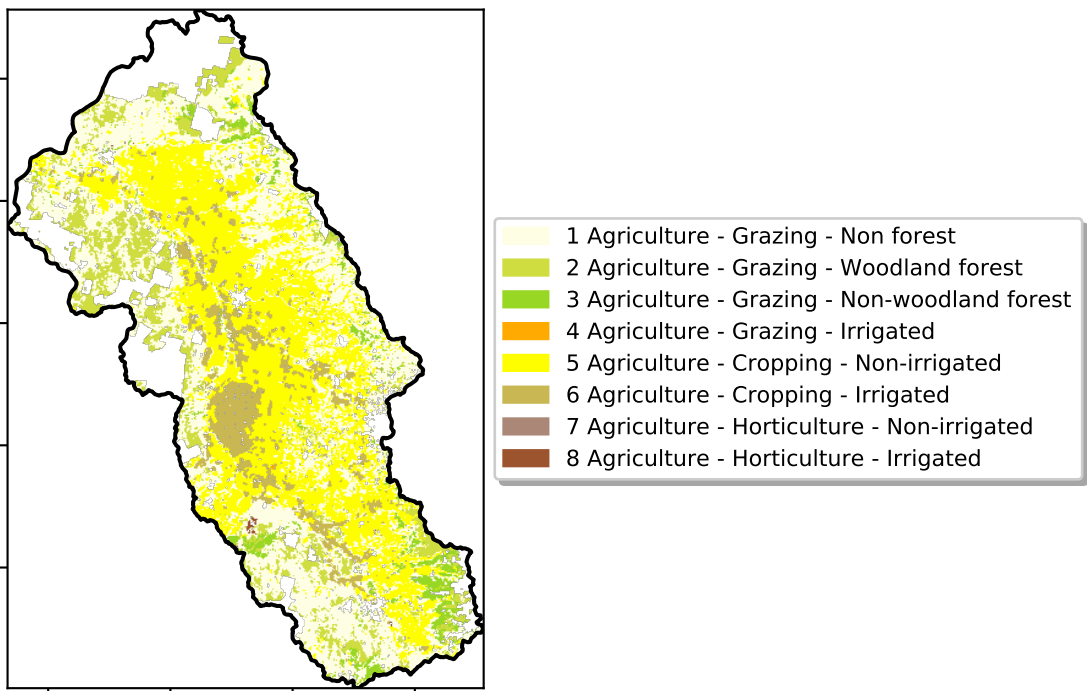 1 Agriculture - Grazing - Non forest
2 Agriculture - Grazing - Woodland forest
3 Agriculture - Grazing - Non-woodland forest
4 Agriculture - Grazing - Irrigated
5 Agriculture - Cropping - Non-irrigated
6 Agriculture - Cropping - Irrigated
7 Agriculture - Horticulture - Non-irrigated
8 Agriculture - Horticulture - Irrigated